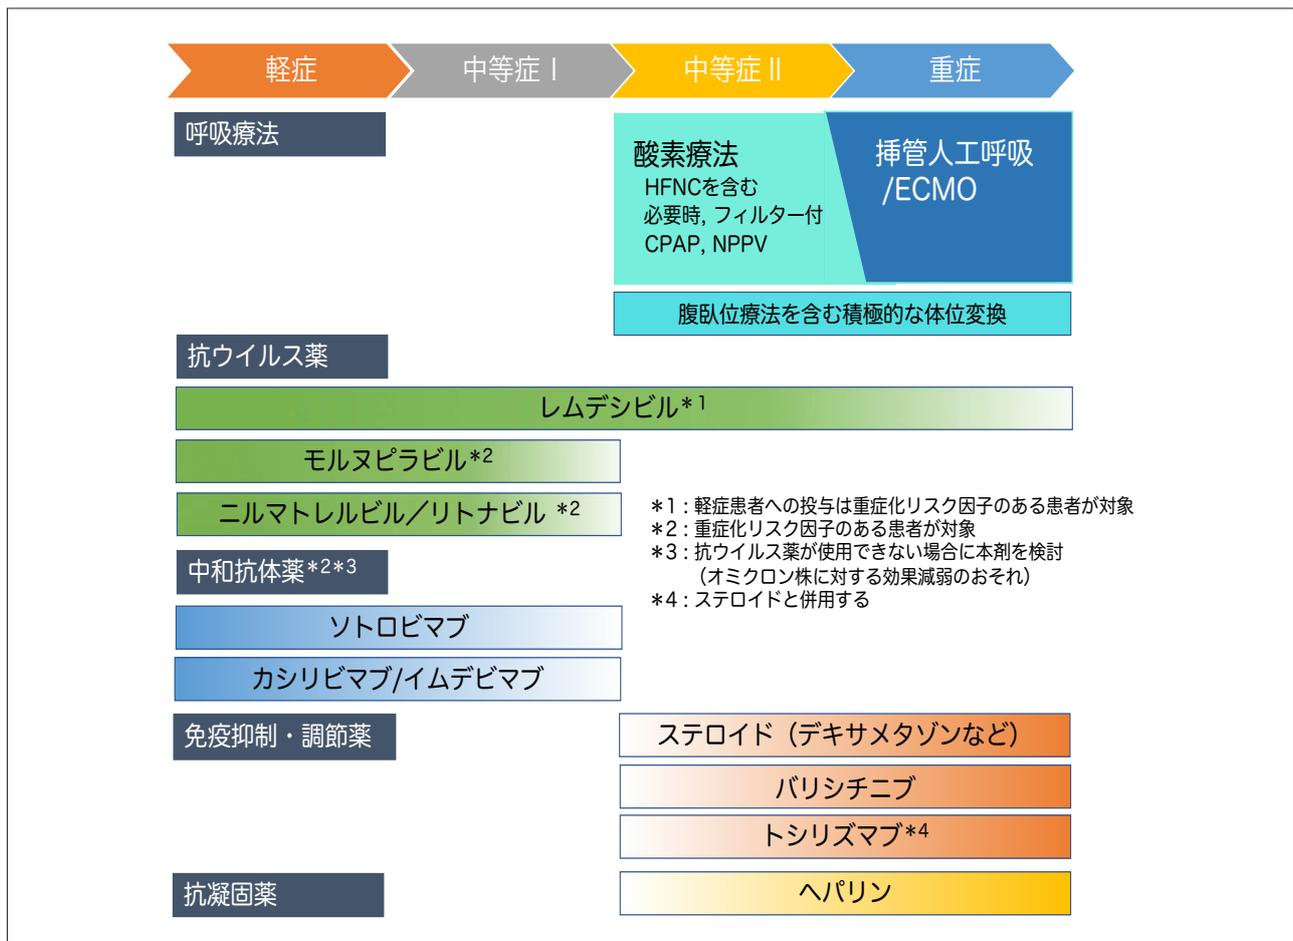 軽症
中等症Ⅰ
中等症Ⅱ
重症
呼吸療法
酸素療法
HFNCを含む
必要時, フィルター付
CPAP, NPPV
挿管人工呼吸
/ECMO
腹臥位療法を含む積極的な体位変換
抗ウイルス薬
レムデシビル*1
モルヌピラビル*2
ニルマトレルビル／リトナビル *2
*1：軽症患者への投与は重症化リスク因子のある患者が対象
*2：重症化リスク因子のある患者が対象
*3：抗ウイルス薬が使用できない場合に本剤を検討
（オミクロン株に対する効果減弱のおそれ）
*4：ステロイドと併用する
中和抗体薬*2*3
ソトロビマブ
カシリビマブ/イムデビマブ
免疫抑制・調節薬
ステロイド（デキサメタゾンなど）
バリシチニブ
トシリズマブ*4
抗凝固薬
ヘパリン